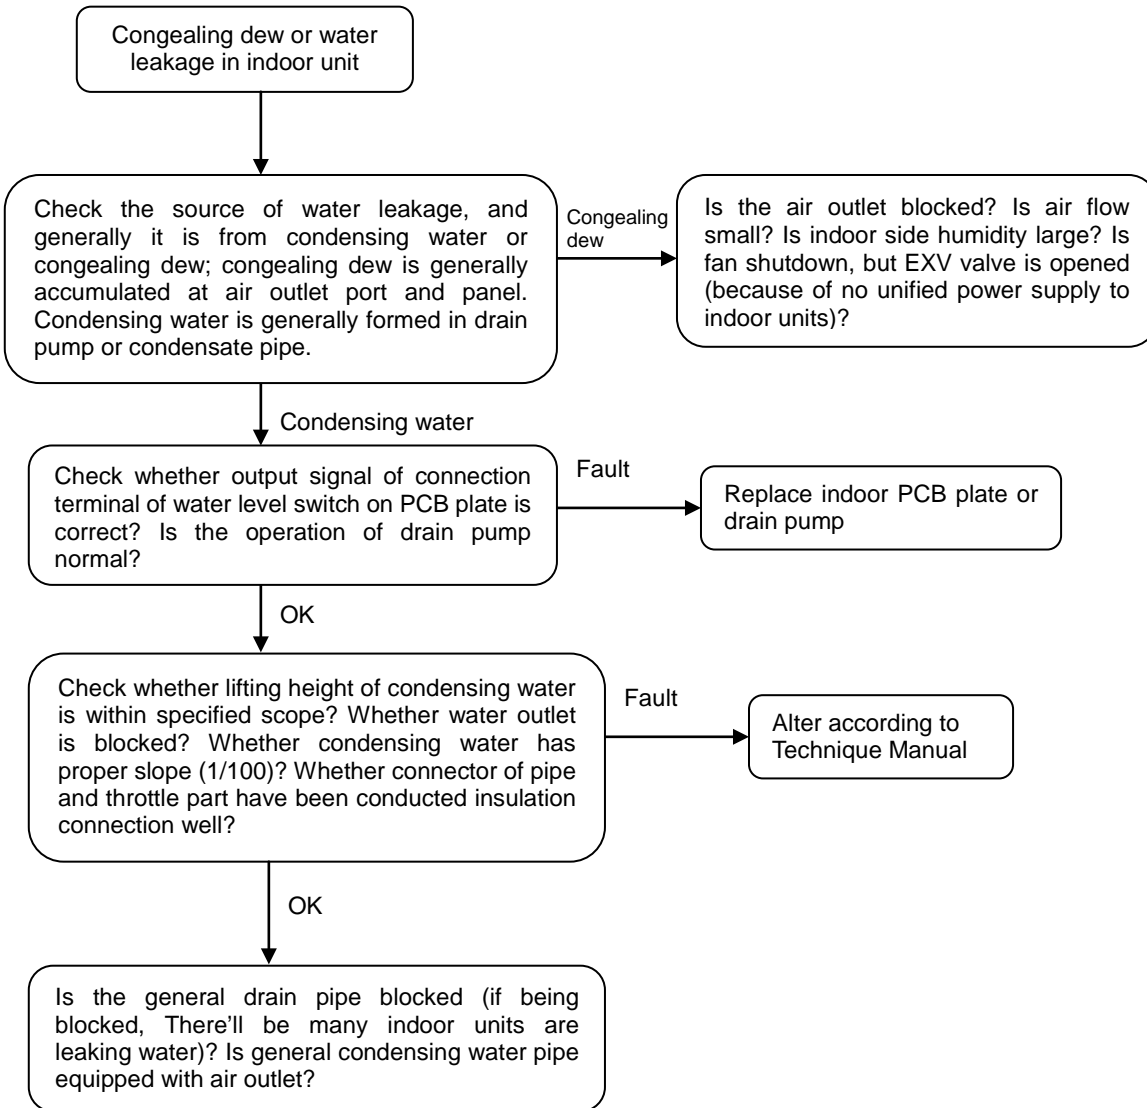 Congealing dew or water
leakage in indoor unit
Check the source of water leakage, and
generally it is from condensing water or
congealing dew; congealing dew is generally
accumulated at air outlet port and panel.
Condensing water is generally formed in drain
pump or condensate pipe.
Congealing
dew
Is the air outlet blocked? Is air flow
small? Is indoor side humidity large? Is
fan shutdown, but EXV valve is opened
(because of no unified power supply to
indoor units)?
Condensing water
Check whether output signal of connection
terminal of water level switch on PCB plate is
correct? Is the operation of drain pump
normal?
Fault
Replace indoor PCB plate or
drain pump
OK
Check whether lifting height of condensing water
is within specified scope? Whether water outlet
is blocked? Whether condensing water has
proper slope (1/100)? Whether connector of pipe
and throttle part have been conducted insulation
connection well?
Fault
Alter according to
Technique Manual
OK
Is the general drain pipe blocked (if being
blocked, There'll be many indoor units are
leaking water)? Is general condensing water pipe
equipped with air outlet?